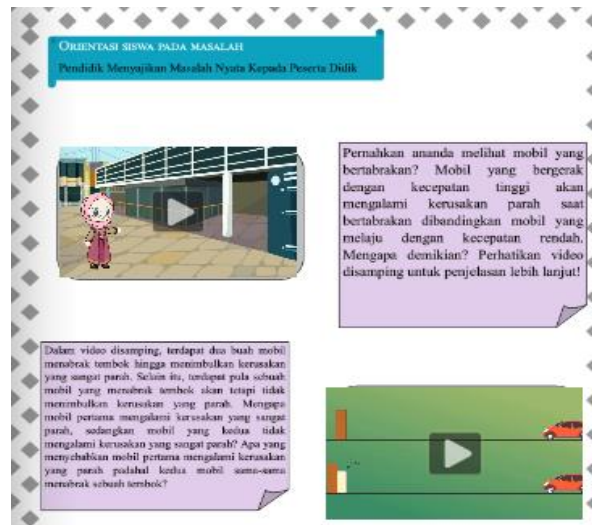 ORIENTASI SISWA PADA MASALAH
Pendidik Menyajikan Masalah Nyata Kepada Peserta Didik
Pernahkan ananda melihat mobil yang
bertabrakan? Mobil yang bergerak
dengan kecepatan tinggi akan
mengalami kerusakan parah saat
bertabrakan dibandingkan mobil yang
melaju dengan kecepatan rendah.
Mengapa demikian? Perhatikan video
disamping untuk penjelasan lebih lanjut!
Dalam video disamping, terdapat dua buah mobil
menabrak tembok hingga menimbulkan kerusakan
yang sangat parah. Selain itu, terdapat pula sebuah
mobil yang menabrak tembok akan tetapi tidak
menimbulkan kerusakan yang parah. Mengapa
mobil pertama mengalami kerusakan yang sangat
parah, sedangkan mobil yang kedua tidak
mengalami kerusakan yang sangat parah? Apa yang
menyebabkan mobil pertama mengalami kerusakan
yang parah padahal kedua mobil sama-sama
menabrak sebuah tembok?